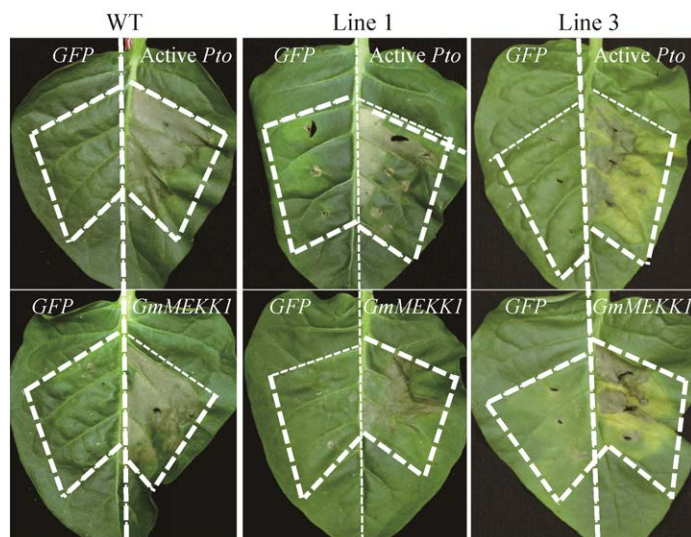 WT Line 1 Line 3
GFP Active Pto GFP Active Pto GFP Active Pto
GFP GmMEKK1 GFP GmMEKK1 GFP GmMEKK1